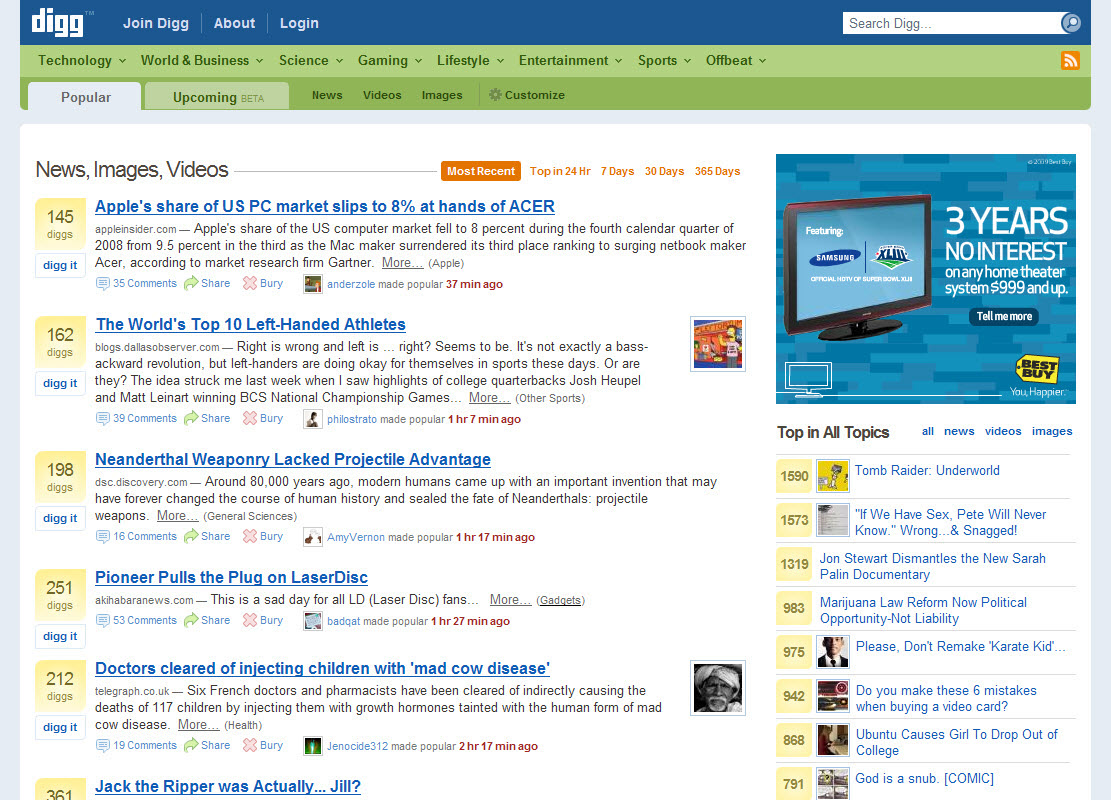 digg™
Join Digg
About
Login
Search Digg...
Technology
World & Business
Science
Gaming
Lifestyle
Entertainment
Sports
Offbeat
Popular
Upcoming BETA
News
Videos
Images
Customize
News, Images, Videos
Most Recent
Top in 24 Hr
7 Days
30 Days
365 Days
145
diggs
digg it
Apple's share of US PC market slips to 8% at hands of ACER
appleinsider.com — Apple's share of the US computer market fell to 8 percent during the fourth calendar quarter of
2008 from 9.5 percent in the third as the Mac maker surrendered its third place ranking to surging netbook maker
Acer, according to market research firm Gartner. More... (Apple)
35 Comments Share Bury anderzole made popular 37 min ago
162
diggs
digg it
The World's Top 10 Left-Handed Athletes
blogs.dallasobserver.com — Right is wrong and left is ... right? Seems to be. It's not exactly a bass-
ackward revolution, but left-handers are doing okay for themselves in sports these days. Or are
they? The idea struck me last week when I saw highlights of college quarterbacks Josh Heupel
and Matt Leinart winning BCS National Championship Games... More... (Other Sports)
39 Comments Share Bury philostrato made popular 1 hr 7 min ago
198
diggs
digg it
Neanderthal Weaponry Lacked Projectile Advantage
dsc.discovery.com — Around 80,000 years ago, modern humans came up with an important invention that may
have forever changed the course of human history and sealed the fate of Neanderthals: projectile
weapons. More... (General Sciences)
16 Comments Share Bury AmyVernon made popular 1 hr 17 min ago
251
diggs
digg it
Pioneer Pulls the Plug on LaserDisc
akihabaranews.com — This is a sad day for all LD (Laser Disc) fans... More... (Gadgets)
53 Comments Share Bury badqat made popular 1 hr 27 min ago
212
diggs
digg it
Doctors cleared of injecting children with 'mad cow disease'
telegraph.co.uk — Six French doctors and pharmacists have been cleared of indirectly causing the
deaths of 117 children by injecting them with growth hormones tainted with the human form of mad
cow disease. More... (Health)
19 Comments Share Bury Jenocide312 made popular 2 hr 17 min ago
361
Jack the Ripper was Actually... Jill?
© 2009 Best Buy
Featuring:
SAMSUNG
XLIII
OFFICIAL HDTV OF SUPER BOWL XLIII
3 YEARS
NO INTEREST
on any home theater
system $999 and up.
Tell me more
BEST
BUY
You, Happier.
Top in All Topics
all
news
videos
images
1590
Tomb Raider: Underworld
1573
"If We Have Sex, Pete Will Never
Know." Wrong...& Snagged!
1319
Jon Stewart Dismantles the New Sarah
Palin Documentary
983
Marijuana Law Reform Now Political
Opportunity-Not Liability
975
Please, Don't Remake 'Karate Kid'...
942
Do you make these 6 mistakes
when buying a video card?
868
Ubuntu Causes Girl To Drop Out of
College
791
God is a snub. [COMIC]